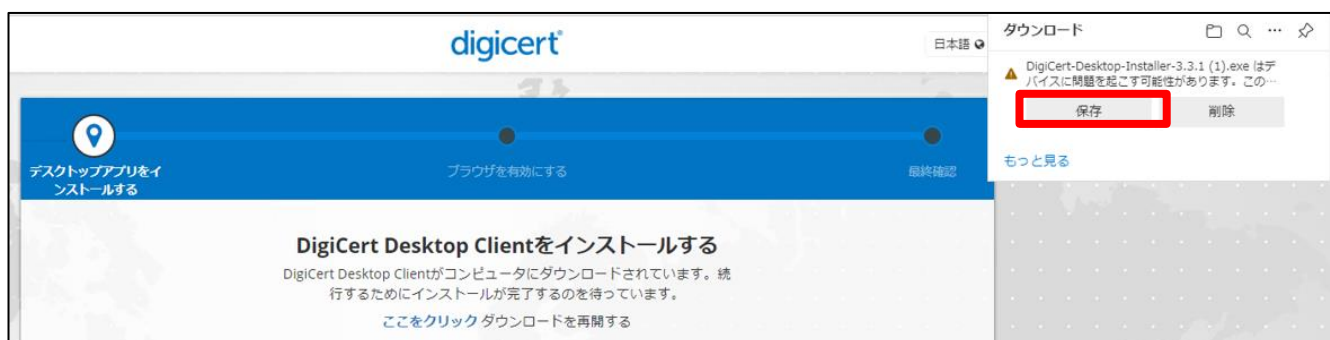 digicert
日本語
ダウンロード
DigiCert-Desktop-Installer-3.3.1 (1).exe はデ
バイスに問題を起こす可能性があります。この…
保存
削除
もっと見る
デスクトップアプリをイ
ンストールする
ブラウザを有効にする
最終確認
DigiCert Desktop Clientをインストールする
DigiCert Desktop Clientがコンピュータにダウンロードされています。続
行するためにインストールが完了するのを待っています。
ここをクリック ダウンロードを再開する